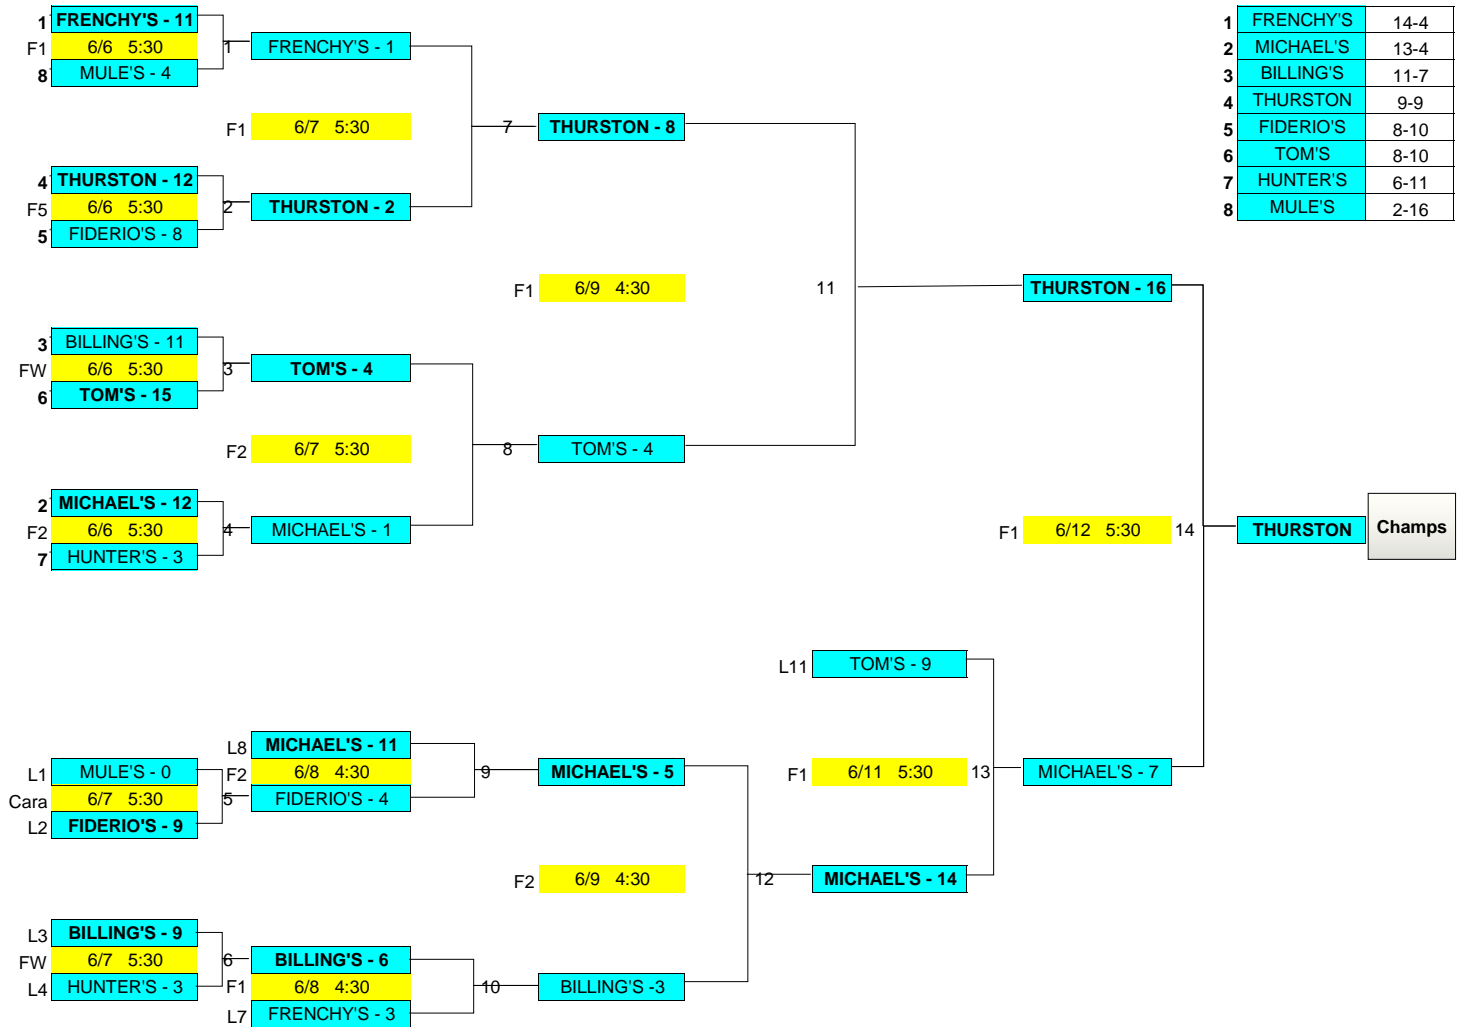 1 FRENCHY'S - 11
F1 6/6 5:30 1 FRENCHY'S - 1
8 MULE'S - 4
F1 6/7 5:30 7 THURSTON - 8
4 THURSTON - 12
F5 6/6 5:30 2 THURSTON - 2
5 FIDERIO'S - 8
F1 6/9 4:30 11 THURSTON - 16
3 BILLING'S - 11
FW 6/6 5:30 3 TOM'S - 4
6 TOM'S - 15
F2 6/7 5:30 8 TOM'S - 4
2 MICHAEL'S - 12
F2 6/6 5:30 4 MICHAEL'S - 1
7 HUNTER'S - 3
F1 6/12 5:30 14 THURSTON Champs
1 FRENCHY'S 14-4
2 MICHAEL'S 13-4
3 BILLING'S 11-7
4 THURSTON 9-9
5 FIDERIO'S 8-10
6 TOM'S 8-10
7 HUNTER'S 6-11
8 MULE'S 2-16
L11 TOM'S - 9
L8 MICHAEL'S - 11
L1 MULE'S - 0 F2 6/8 4:30 9 MICHAEL'S - 5 F1 6/11 5:30 13 MICHAEL'S - 7
Cara 6/7 5:30 5 FIDERIO'S - 4
L2 FIDERIO'S - 9
F2 6/9 4:30 12 MICHAEL'S - 14
L3 BILLING'S - 9
FW 6/7 5:30 6 BILLING'S - 6
L4 HUNTER'S - 3 F1 6/8 4:30 10 BILLING'S -3
L7 FRENCHY'S - 3